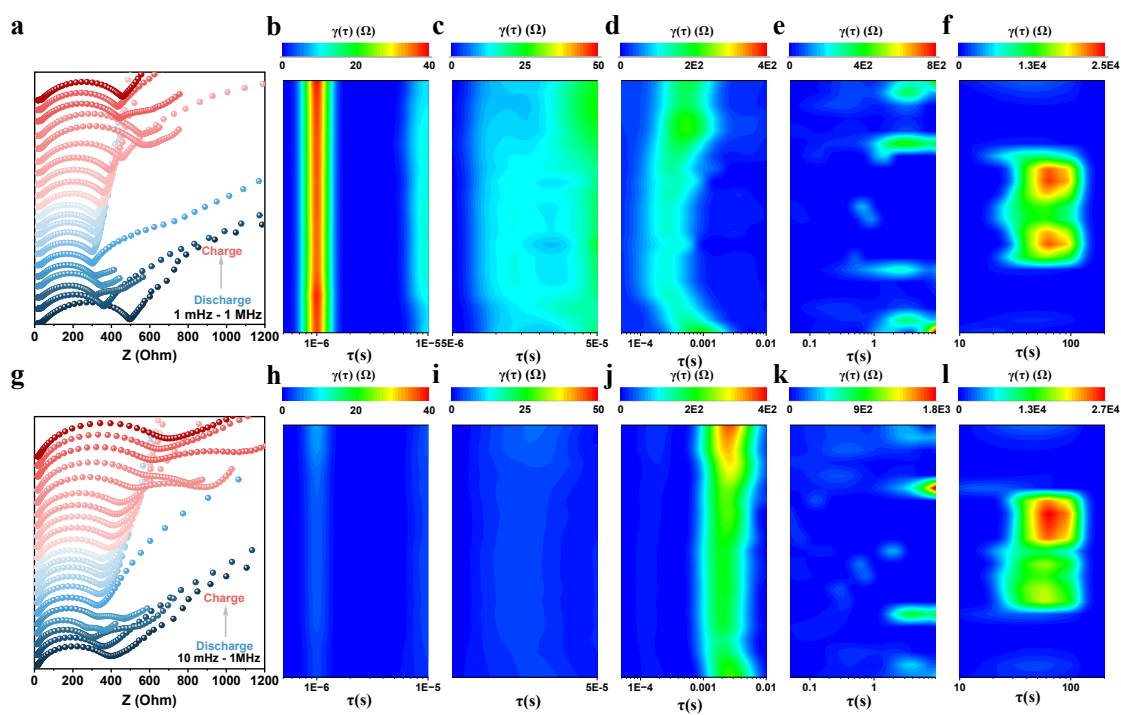 a
b
c
d
e
f
γ(τ) (Ω)
γ(τ) (Ω)
γ(τ) (Ω)
γ(τ) (Ω)
γ(τ) (Ω)
0 20 40
0 25 50
0 2E2 4E2
0 4E2 8E2
0 1.3E4 2.5E4
Charge
Discharge
1 mHz - 1 MHz
0 200 400 600 800 1000 1200
Z (Ohm)
1E-6 1E-5
5E-6 5E-5
1E-4 0.001 0.01
0.1 1
10 100
τ(s)
τ(s)
τ(s)
τ(s)
τ(s)
g
h
i
j
k
l
γ(τ) (Ω)
γ(τ) (Ω)
γ(τ) (Ω)
γ(τ) (Ω)
γ(τ) (Ω)
0 20 40
0 25 50
0 2E2 4E2
0 9E2 1.8E3
0 1.3E4 2.7E4
Charge
Discharge
10 mHz - 1MHz
0 200 400 600 800 1000 1200
Z (Ohm)
1E-6 1E-5
5E-5
1E-4 0.001 0.01
0.1 1
10 100
τ(s)
τ(s)
τ(s)
τ(s)
τ(s)